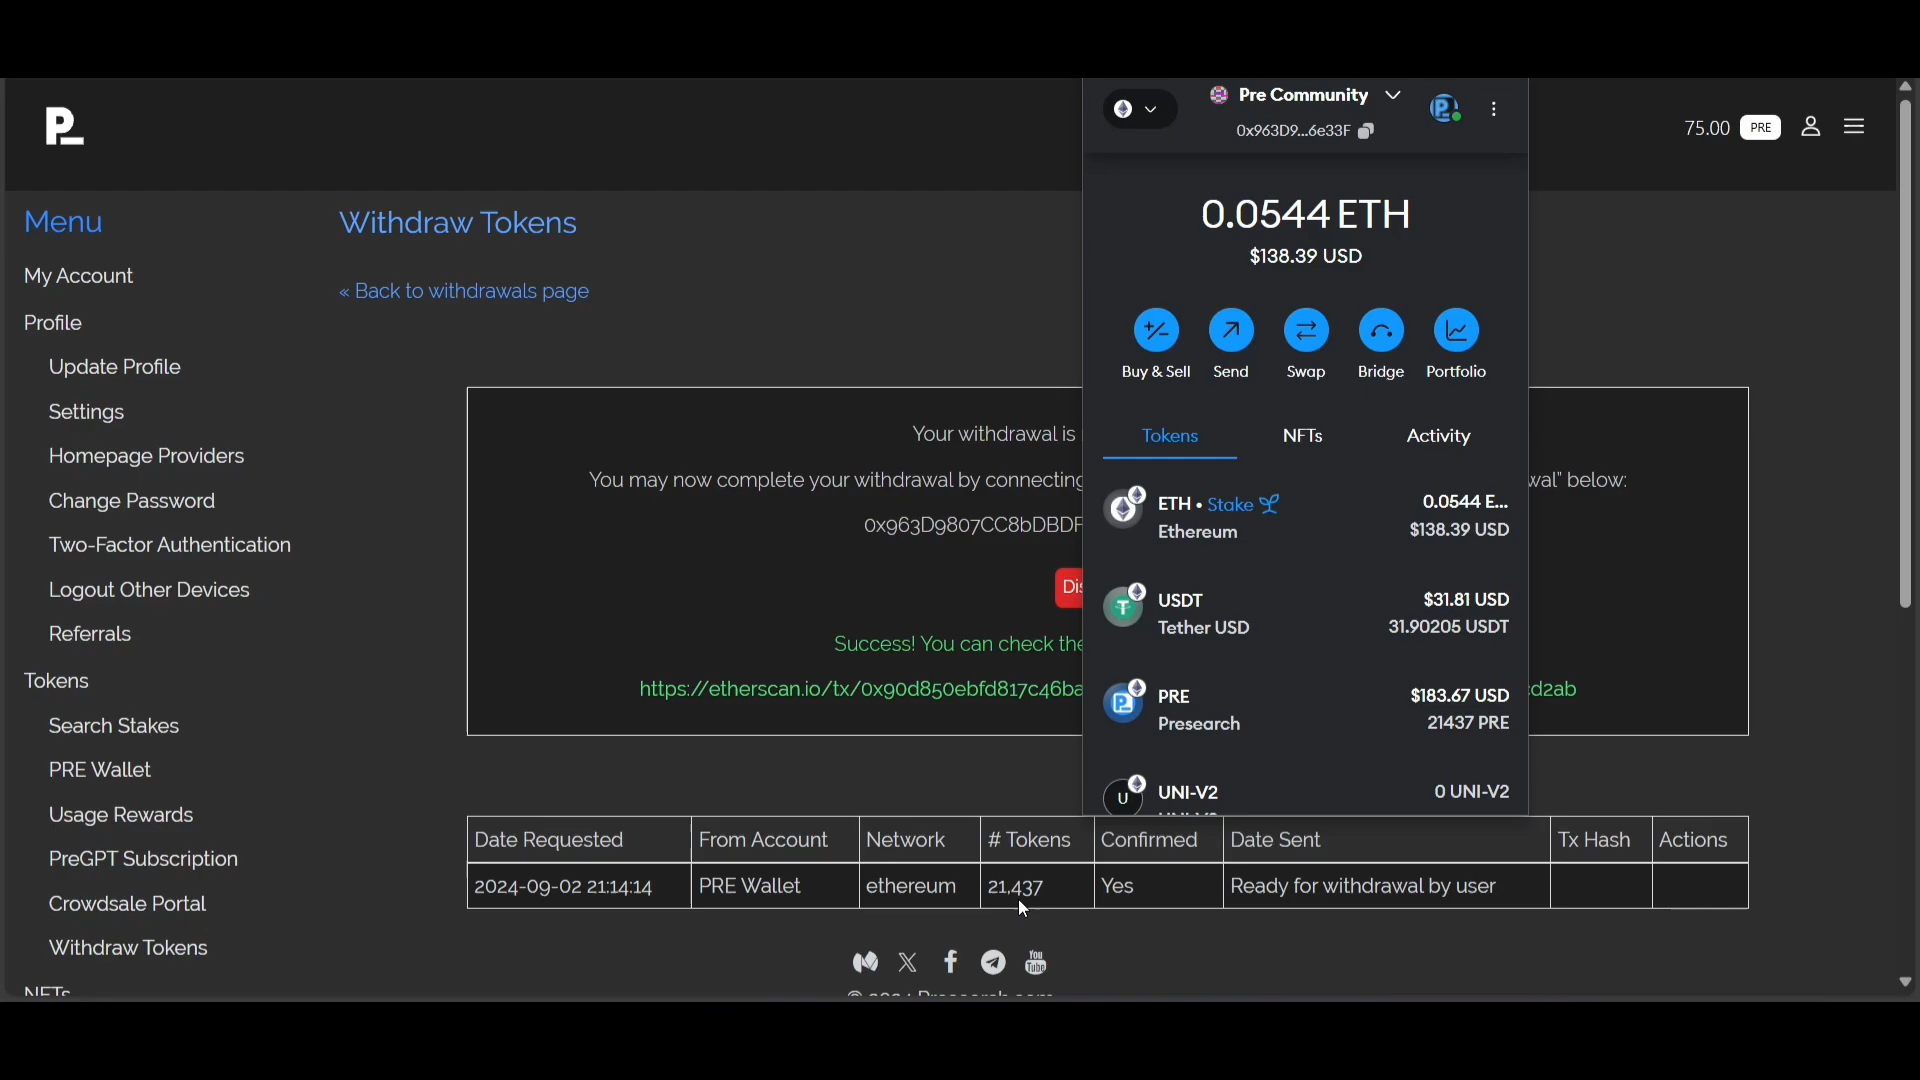 Pre Community
0x963D9...6e33F
75.00 PRE
Menu
My Account
Profile
Update Profile
Settings
Homepage Providers
Change Password
Two-Factor Authentication
Logout Other Devices
Referrals
Tokens
Search Stakes
PRE Wallet
Usage Rewards
PreGPT Subscription
Crowdsale Portal
Withdraw Tokens
NFTs
Withdraw Tokens
« Back to withdrawals page
Your withdrawal is
You may now complete your withdrawal by connecting
wal" below:
0x963D9807CC8bDBDF
Success! You can check the
https://etherscan.io/tx/0x90d850ebfd817c46ba
cd2ab
0.0544 ETH
$138.39 USD
Buy & Sell Send Swap Bridge Portfolio
Tokens NFTs Activity
ETH • Stake 0.0544 E...
Ethereum $138.39 USD
USDT $31.81 USD
Tether USD 31.90205 USDT
PRE $183.67 USD
Presearch 21437 PRE
U UNI-V2 0 UNI-V2
Date Requested From Account Network # Tokens Confirmed Date Sent Tx Hash Actions
2024-09-02 21:14:14 PRE Wallet ethereum 21,437 Yes Ready for withdrawal by user
You Tube